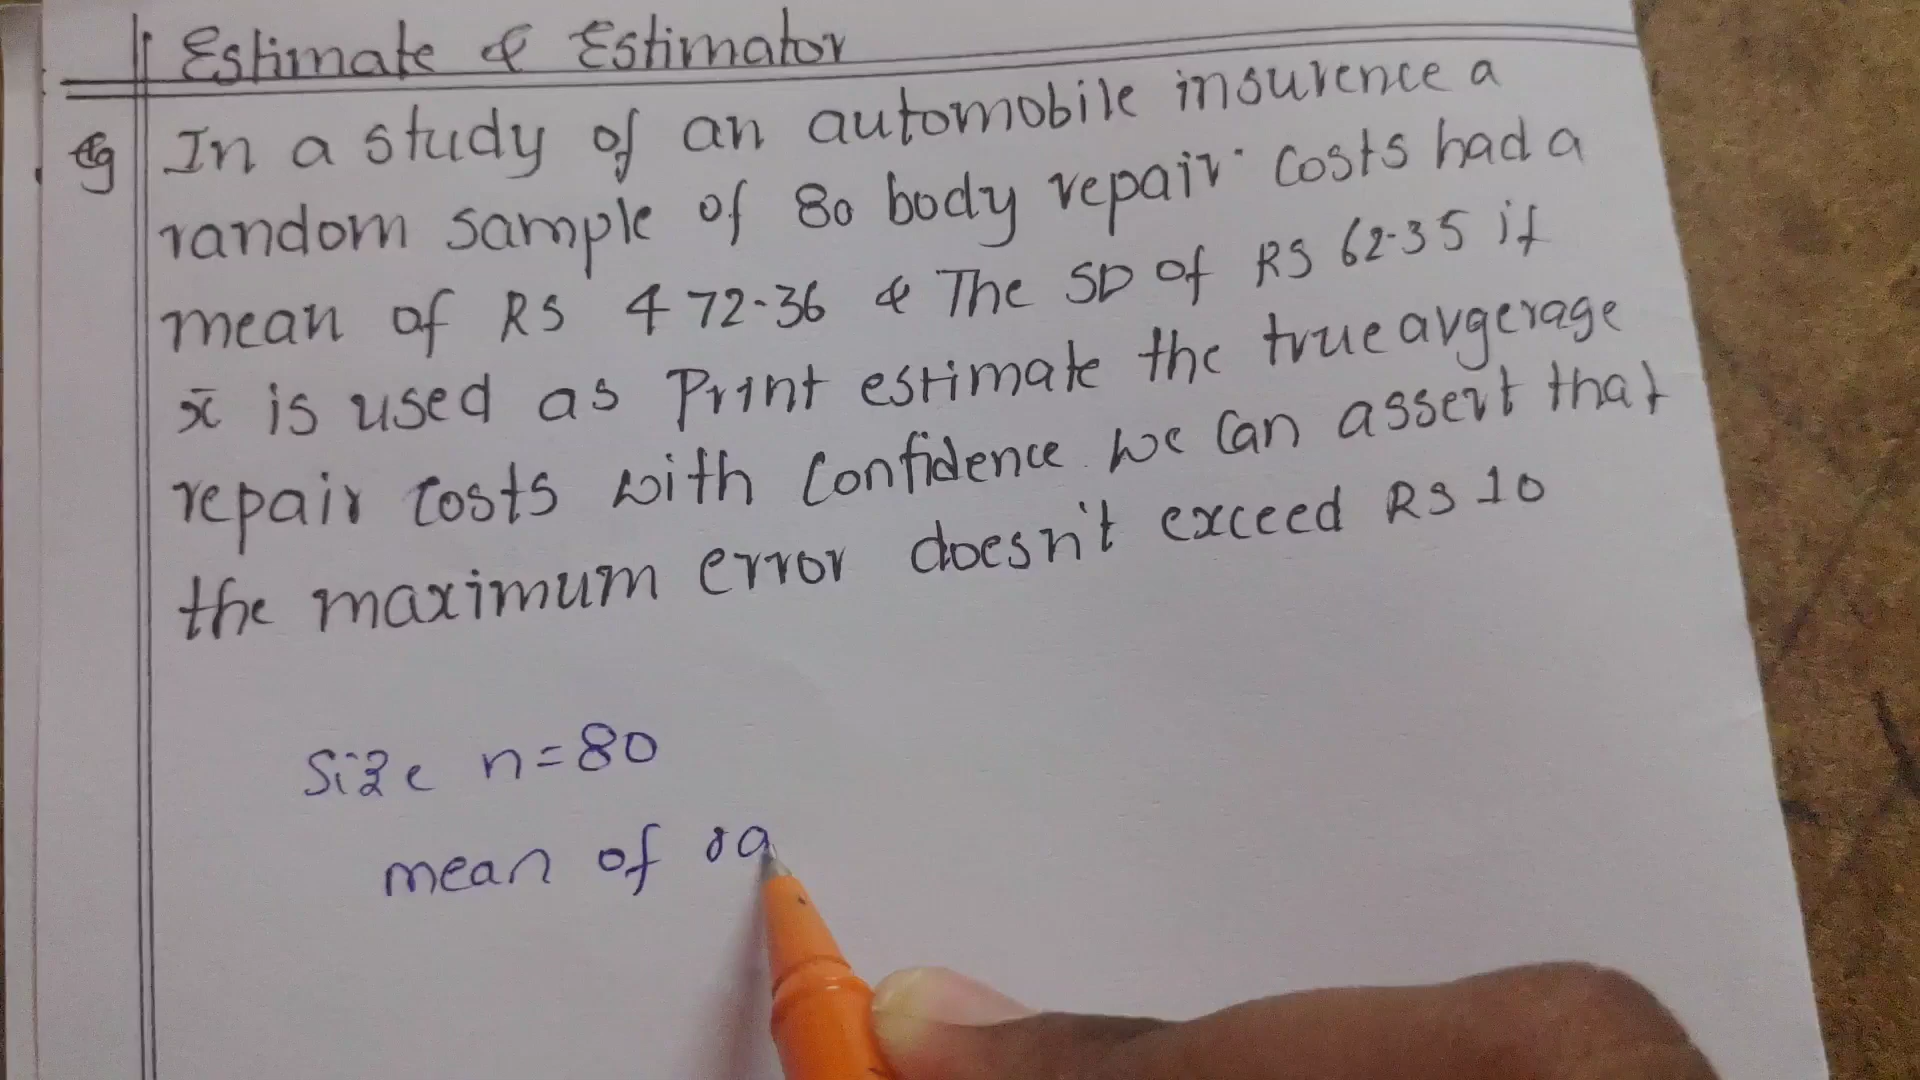 Estimate & Estimator
Eg In a study of an automobile insurence a
random sample of 80 body repair costs had a
mean of RS 472.36 & The SD of RS 62.35 if
x̄ is used as Print estimate the true avgerage
repair costs with confidence we can assert that
the maximum error doesn't exceed RS 10
Size n=80
mean of ra